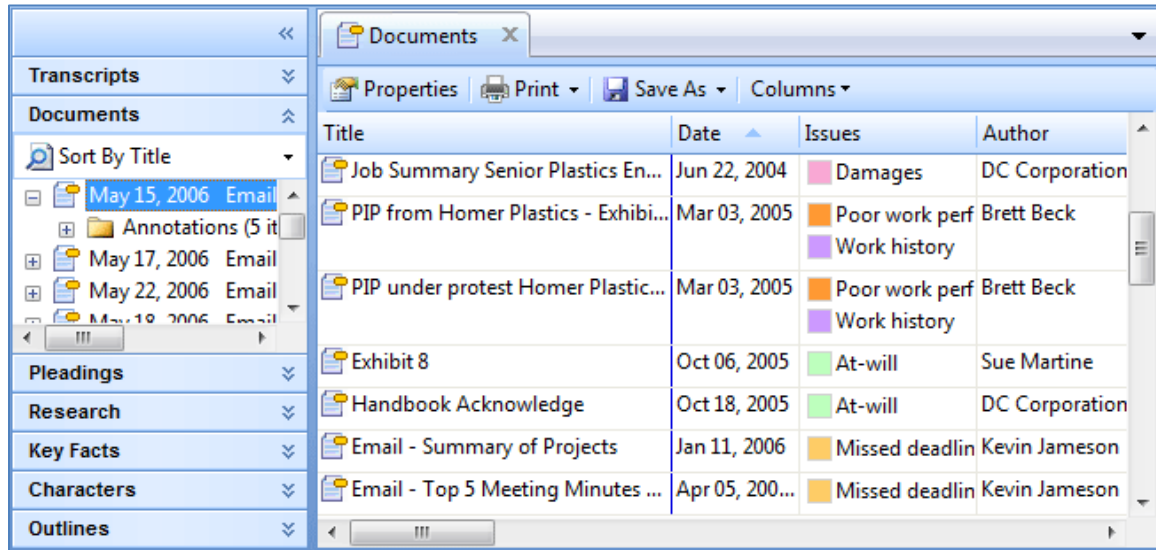 Transcripts
Documents
Sort By Title
May 15, 2006 Email
Annotations (5 it
May 17, 2006 Email
May 22, 2006 Email
May 18, 2006 Email
Pleadings
Research
Key Facts
Characters
Outlines
Documents
Properties Print Save As Columns
Title Date Issues Author
Job Summary Senior Plastics En... Jun 22, 2004 Damages DC Corporation
PIP from Homer Plastics - Exhibi... Mar 03, 2005 Poor work perf Brett Beck
Work history
PIP under protest Homer Plastic... Mar 03, 2005 Poor work perf Brett Beck
Work history
Exhibit 8 Oct 06, 2005 At-will Sue Martine
Handbook Acknowledge Oct 18, 2005 At-will DC Corporation
Email - Summary of Projects Jan 11, 2006 Missed deadlin Kevin Jameson
Email - Top 5 Meeting Minutes ... Apr 05, 200... Missed deadlin Kevin Jameson